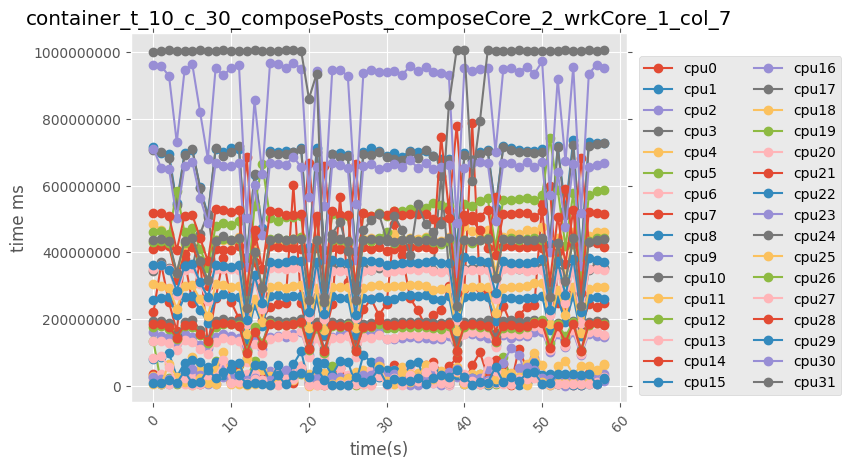 container_t_10_c_30_composePosts_composeCore_2_wrkCore_1_col_7
1000000000
800000000
600000000
400000000
200000000
0
time ms
0
10
20
30
40
50
60
time(s)
cpu0
cpu1
cpu2
cpu3
cpu4
cpu5
cpu6
cpu7
cpu8
cpu9
cpu10
cpu11
cpu12
cpu13
cpu14
cpu15
cpu16
cpu17
cpu18
cpu19
cpu20
cpu21
cpu22
cpu23
cpu24
cpu25
cpu26
cpu27
cpu28
cpu29
cpu30
cpu31